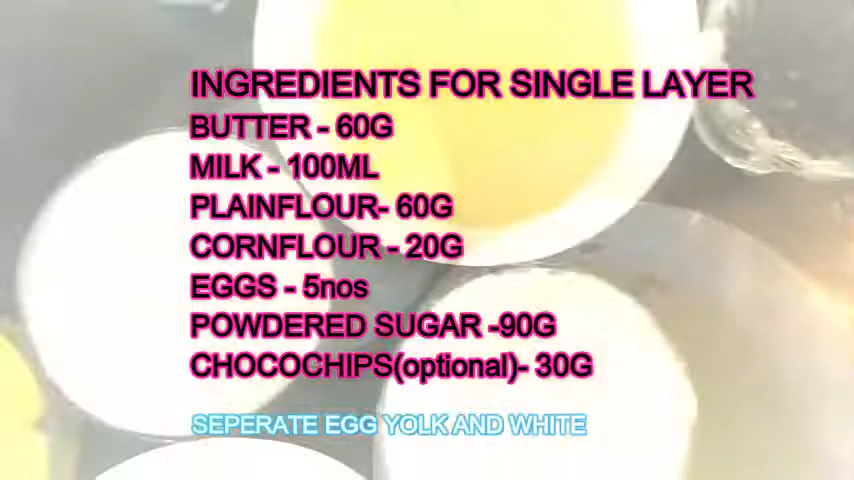 INGREDIENTS FOR SINGLE LAYER
BUTTER - 60G
MILK - 100ML
PLAINFLOUR- 60G
CORNFLOUR - 20G
EGGS - 5nos
POWDERED SUGAR -90G
CHOCOCHIPS(optional)- 30G
SEPERATE EGG YOLK AND WHITE